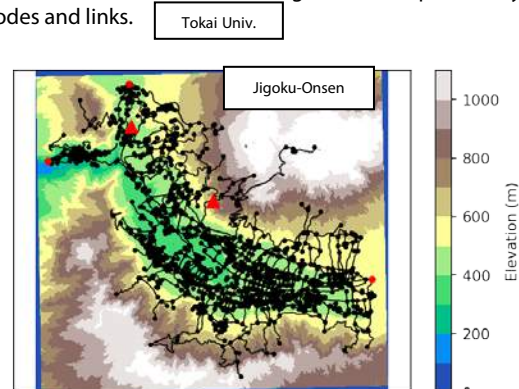 odes and links.
Tokai Univ.
Jigoku-Onsen
1000
800
600
400
200
Elevation (m)